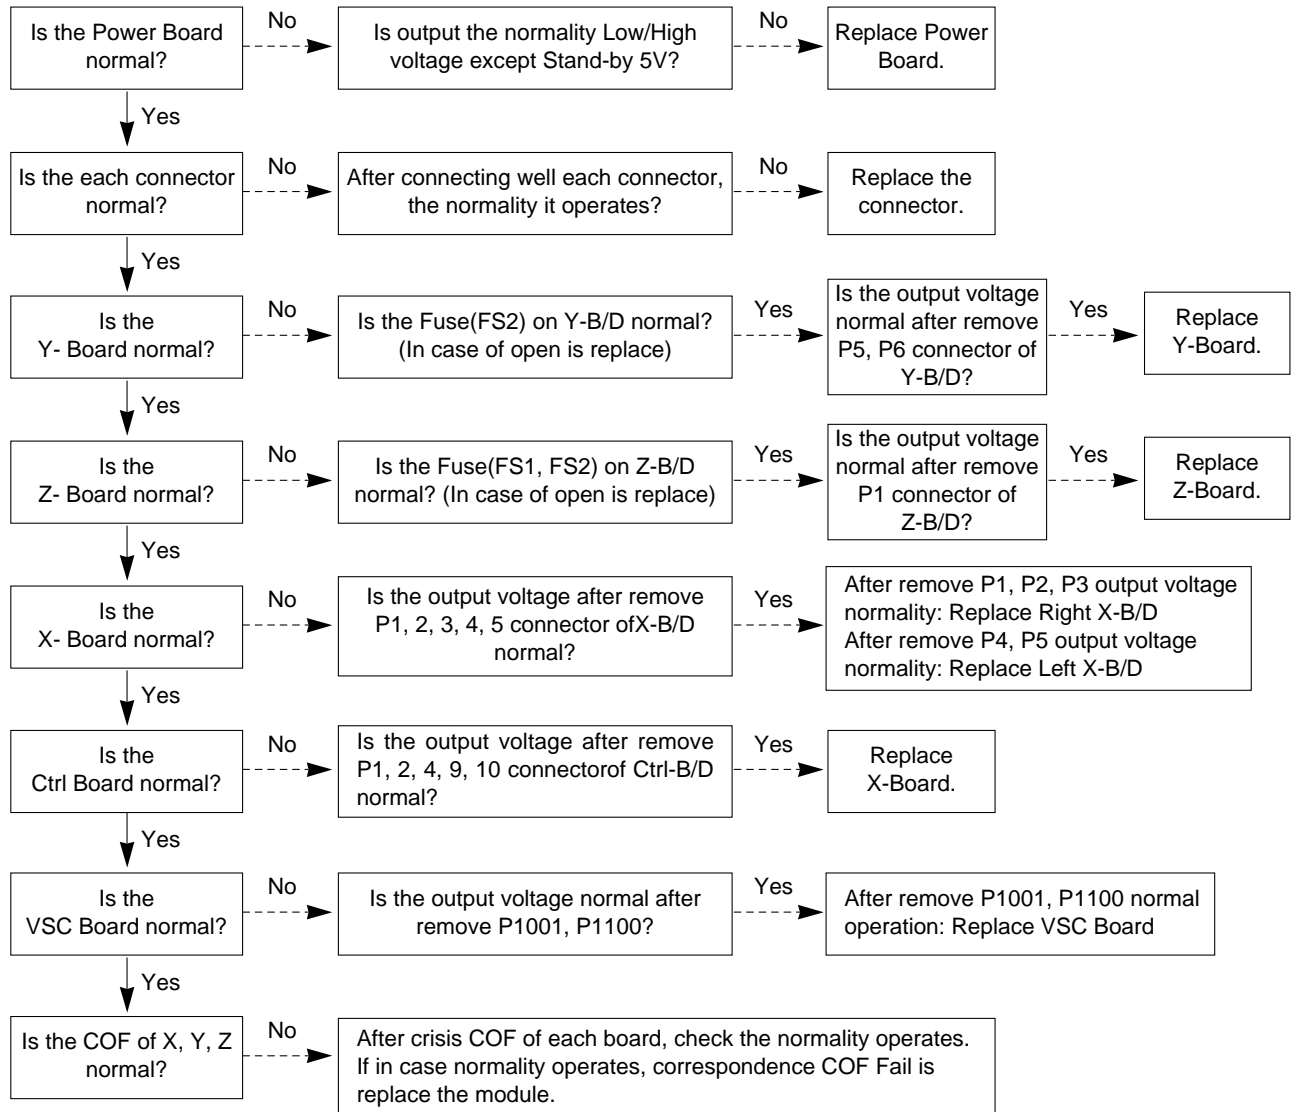 Is the Power Board
normal?
No
Is output the normality Low/High
voltage except Stand-by 5V?
No
Replace Power
Board.
Yes
Is the each connector
normal?
No
After connecting well each connector,
the normality it operates?
No
Replace the
connector.
Yes
Is the
Y- Board normal?
No
Is the Fuse(FS2) on Y-B/D normal?
(In case of open is replace)
Yes
Is the output voltage
normal after remove
P5, P6 connector of
Y-B/D?
Yes
Replace
Y-Board.
Yes
Is the
Z- Board normal?
No
Is the Fuse(FS1, FS2) on Z-B/D
normal? (In case of open is replace)
Yes
Is the output voltage
normal after remove
P1 connector of
Z-B/D?
Yes
Replace
Z-Board.
Yes
Is the
X- Board normal?
No
Is the output voltage after remove
P1, 2, 3, 4, 5 connector ofX-B/D
normal?
Yes
After remove P1, P2, P3 output voltage
normality: Replace Right X-B/D
After remove P4, P5 output voltage
normality: Replace Left X-B/D
Yes
Is the
Ctrl Board normal?
No
Is the output voltage after remove
P1, 2, 4, 9, 10 connectorof Ctrl-B/D
normal?
Yes
Replace
X-Board.
Yes
Is the
VSC Board normal?
No
Is the output voltage normal after
remove P1001, P1100?
Yes
After remove P1001, P1100 normal
operation: Replace VSC Board
Yes
Is the COF of X, Y, Z
normal?
No
After crisis COF of each board, check the normality operates.
If in case normality operates, correspondence COF Fail is
replace the module.